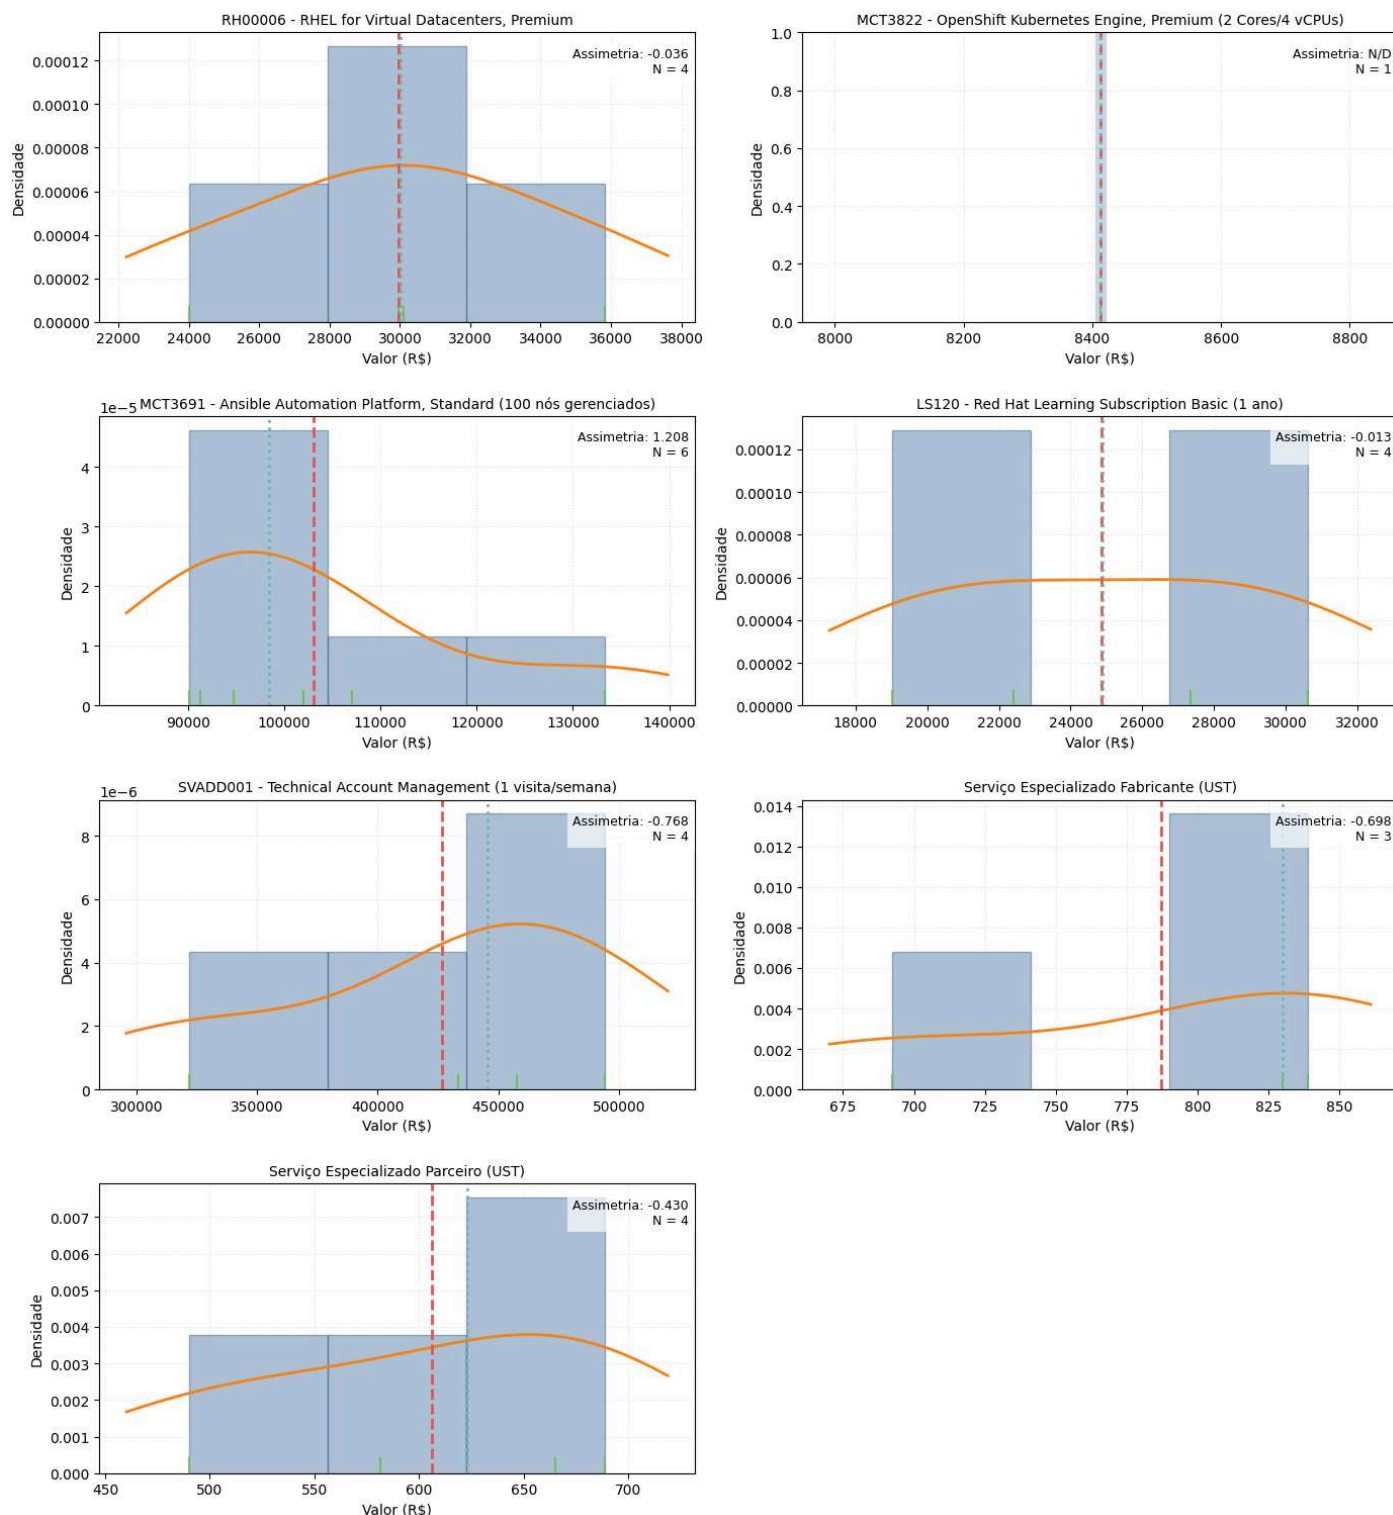 RH00006 - RHEL for Virtual Datacenters, Premium
Assimetria: -0.036
N = 4
Densidade
0.00012
0.00010
0.00008
0.00006
0.00004
0.00002
0.00000
22000 24000 26000 28000 30000 32000 34000 36000 38000
Valor (R$)
MCT3822 - OpenShift Kubernetes Engine, Premium (2 Cores/4 vCPUs)
Assimetria: N/D
N = 1
Densidade
1.0
0.8
0.6
0.4
0.2
0.0
8000 8200 8400 8600 8800
Valor (R$)
1e−5
MCT3691 - Ansible Automation Platform, Standard (100 nós gerenciados)
Assimetria: 1.208
N = 6
Densidade
4
3
2
1
0
90000 100000 110000 120000 130000 140000
Valor (R$)
LS120 - Red Hat Learning Subscription Basic (1 ano)
Assimetria: -0.013
N = 4
Densidade
0.00012
0.00010
0.00008
0.00006
0.00004
0.00002
0.00000
18000 20000 22000 24000 26000 28000 30000 32000
Valor (R$)
1e−6
SVADD001 - Technical Account Management (1 visita/semana)
Assimetria: -0.768
N = 4
Densidade
8
6
4
2
0
300000 350000 400000 450000 500000
Valor (R$)
Serviço Especializado Fabricante (UST)
Assimetria: -0.698
N = 3
Densidade
0.014
0.012
0.010
0.008
0.006
0.004
0.002
0.000
675 700 725 750 775 800 825 850
Valor (R$)
Serviço Especializado Parceiro (UST)
Assimetria: -0.430
N = 4
Densidade
0.007
0.006
0.005
0.004
0.003
0.002
0.001
0.000
450 500 550 600 650 700
Valor (R$)